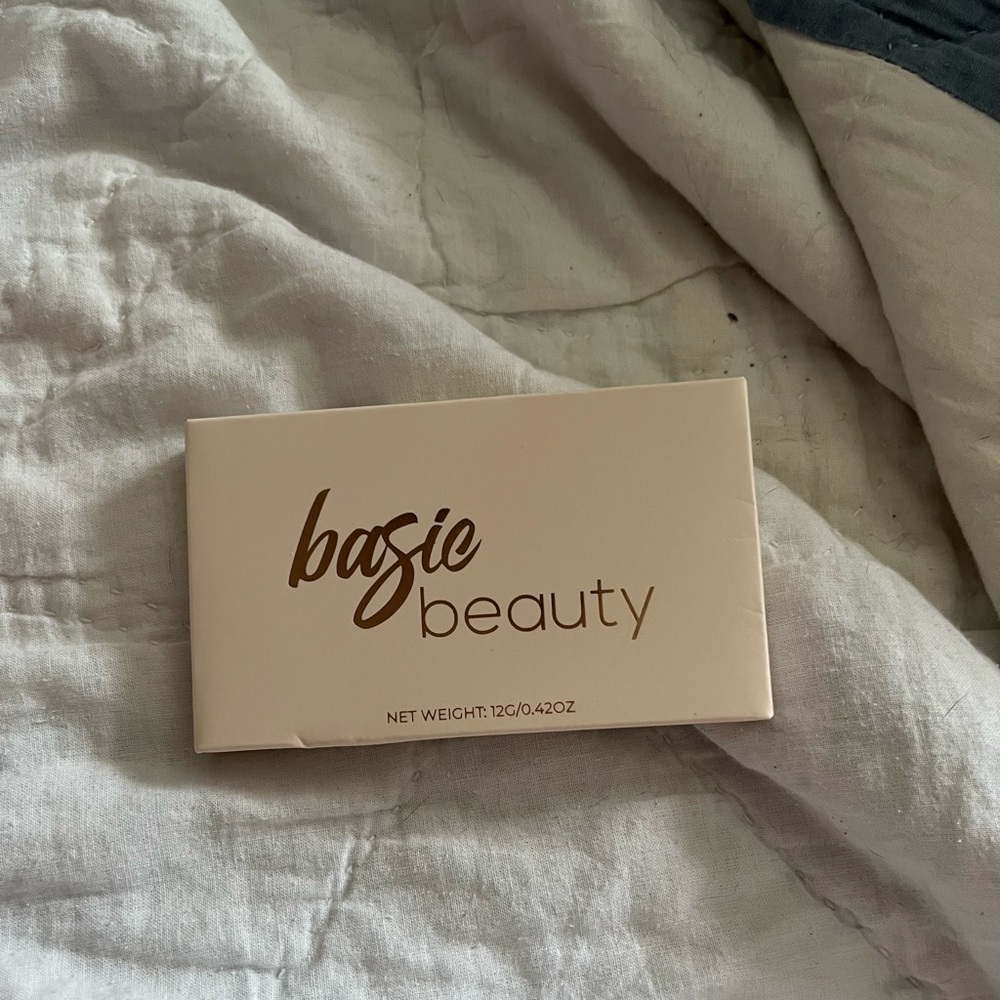 basic
beauty
NET WEIGHT: 12G/0.42OZ